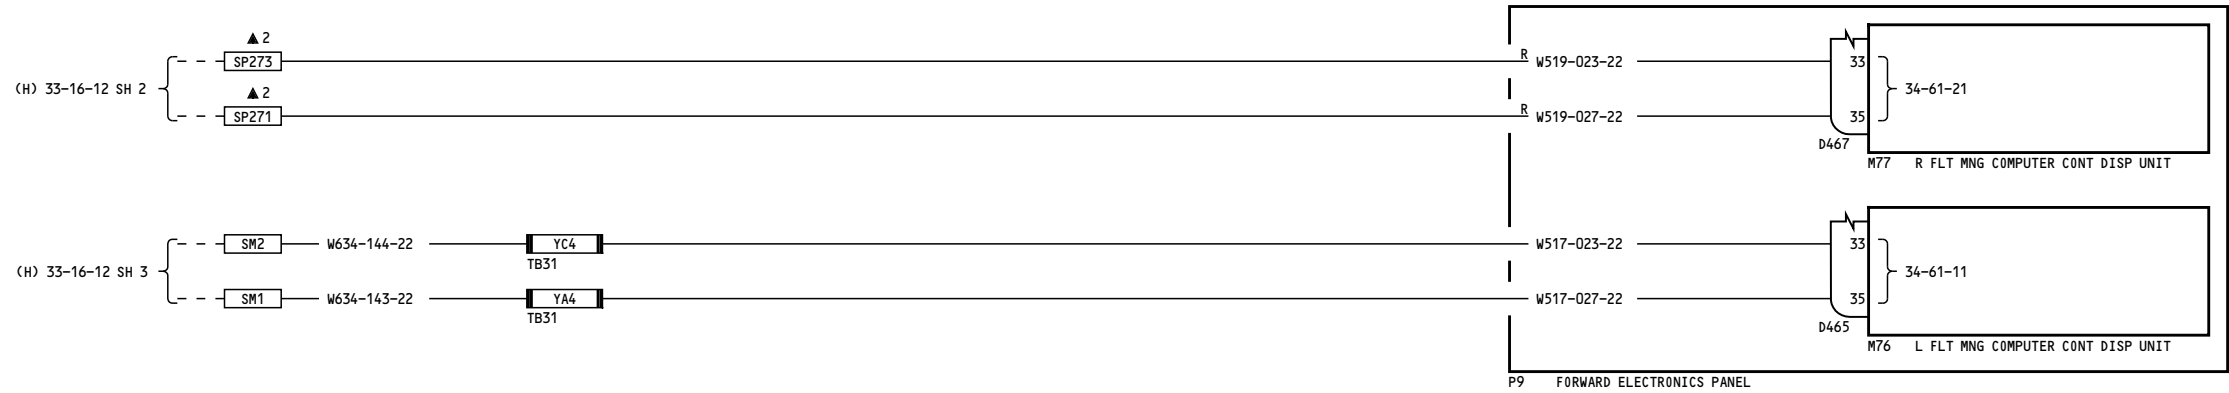 ▲ 2
SP273
R W519-023-22
33
(H) 33-16-12 SH 2
34-61-21
▲ 2
SP271
R W519-027-22
35
D467
M77 R FLT MNG COMPUTER CONT DISP UNIT
SM2 W634-144-22 YC4 W517-023-22 33
TB31
(H) 33-16-12 SH 3
34-61-11
SM1 W634-143-22 YA4 W517-027-22 35
TB31
D465
M76 L FLT MNG COMPUTER CONT DISP UNIT
P9 FORWARD ELECTRONICS PANEL